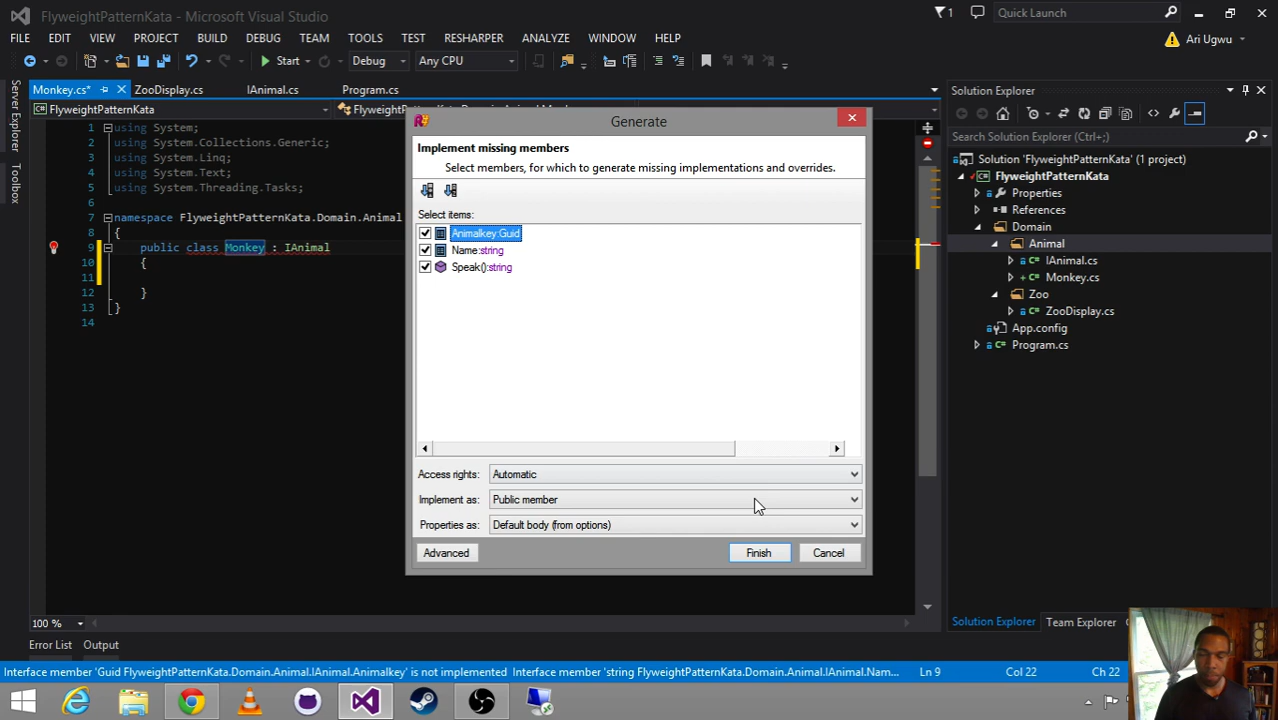 FlyweightPatternKata - Microsoft Visual Studio
1
Quick Launch
FILE EDIT VIEW PROJECT BUILD DEBUG TEAM TOOLS TEST RESHARPER ANALYZE WINDOW HELP
Ari Ugwu
Start Debug Any CPU
Monkey.cs* ZooDisplay.cs IAnimal.cs Program.cs
FlyweightPatternKata
Server Explorer
Toolbox
1 using System;
2 using System.Collections.Generic;
3 using System.Linq;
4 using System.Text;
5 using System.Threading.Tasks;
6
7 namespace FlyweightPatternKata.Domain.Animal
8 {
9 public class Monkey : IAnimal
10 {
11
12 }
13 }
14
100 %
Generate
Implement missing members
Select members, for which to generate missing implementations and overrides.
Select items:
Animalkey:Guid
Name:string
Speak():string
Access rights: Automatic
Implement as: Public member
Properties as: Default body (from options)
Advanced Finish Cancel
Solution Explorer
Search Solution Explorer (Ctrl+;)
Solution 'FlyweightPatternKata' (1 project)
FlyweightPatternKata
Properties
References
Domain
Animal
IAnimal.cs
Monkey.cs
Zoo
ZooDisplay.cs
App.config
Program.cs
Solution Explorer Team Explorer
Error List Output
Interface member 'Guid FlyweightPatternKata.Domain.Animal.IAnimal.Animalkey' is not implemented Interface member 'string FlyweightPatternKata.Domain.Animal.IAnimal.Nam... Ln 9 Col 22 Ch 22